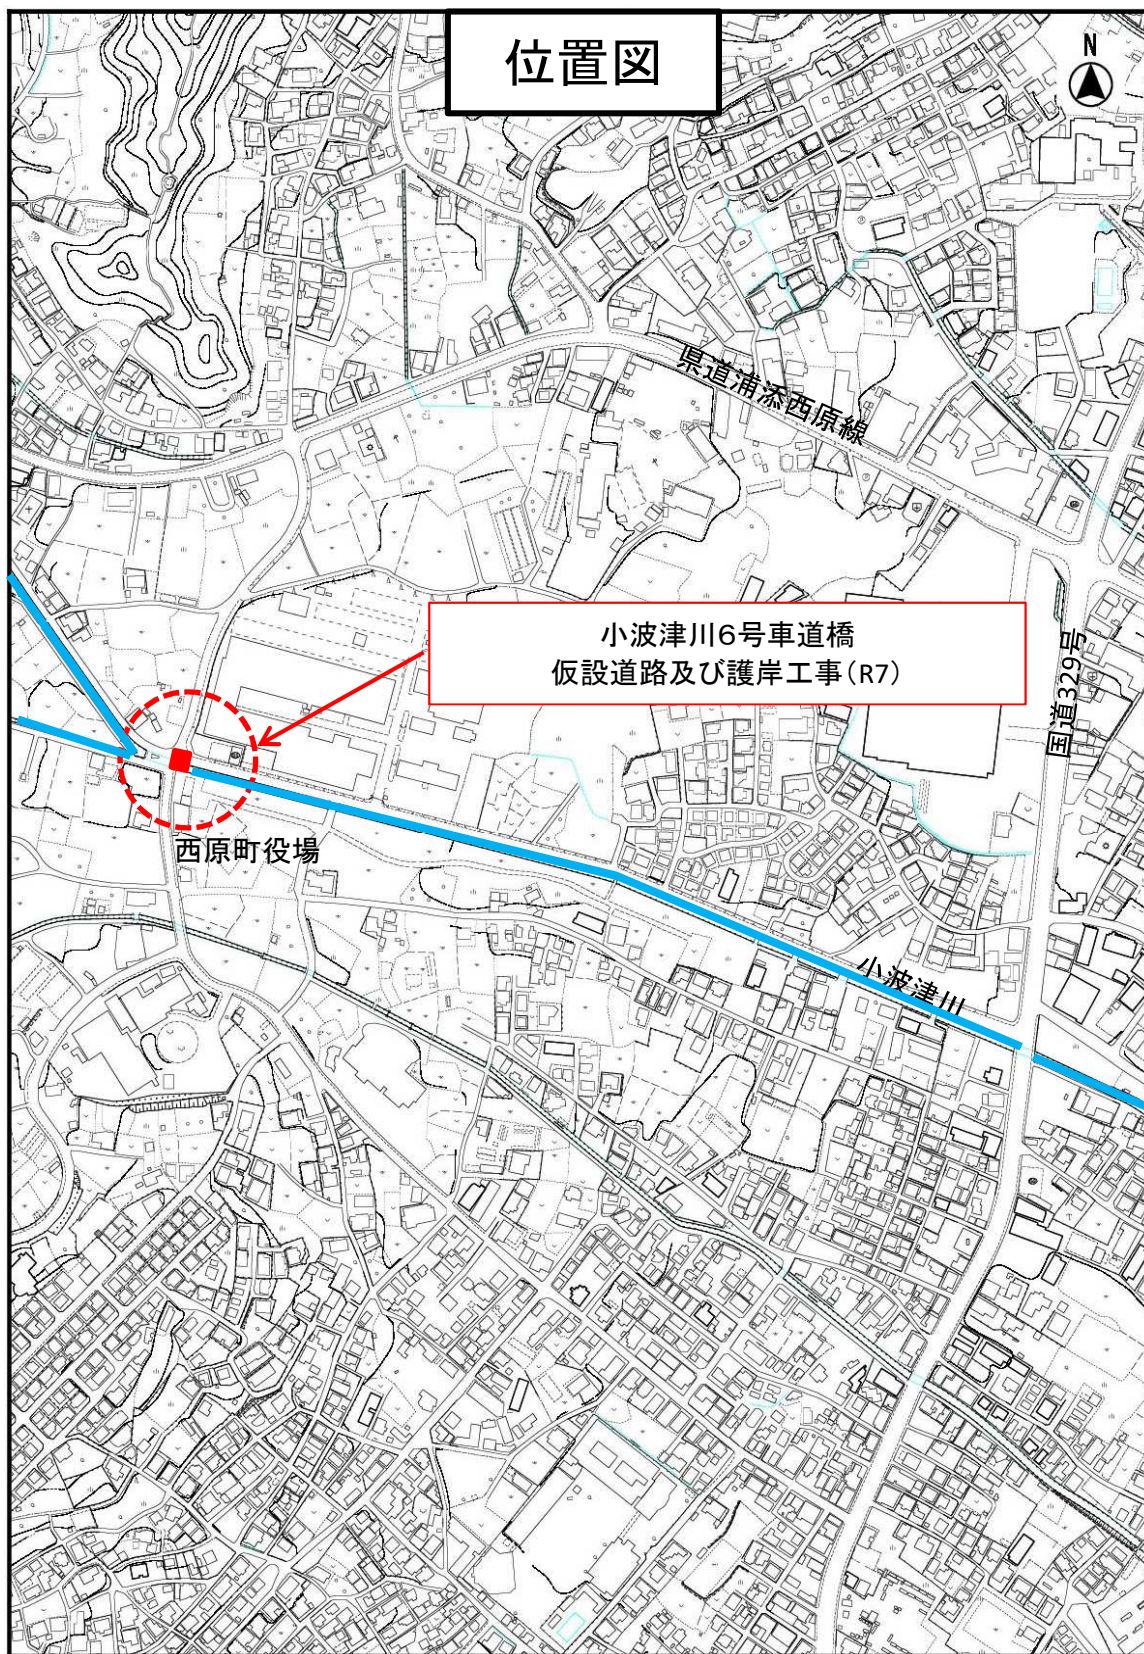 位置図
N
県道浦添西原線
小波津川6号車道橋
仮設道路及び護岸工事(R7)
国道329号
西原町役場
小波津川